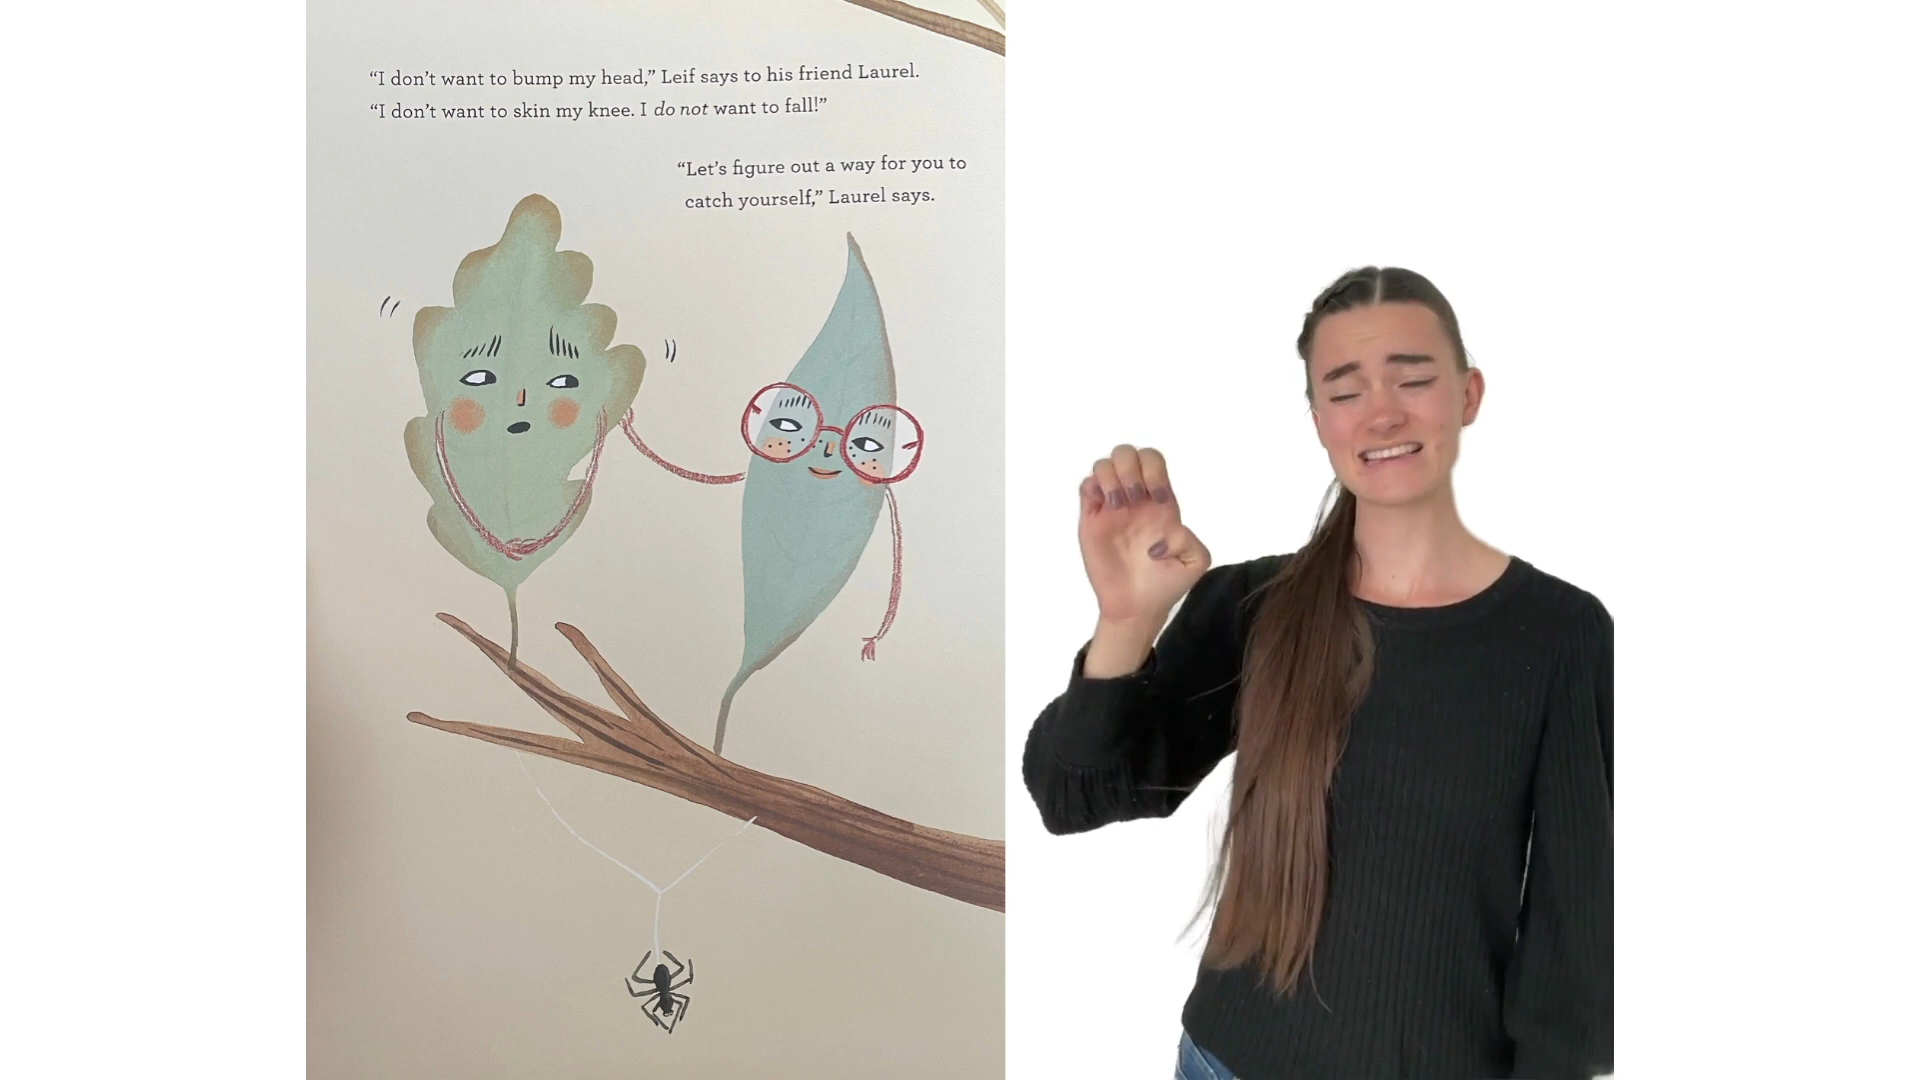 “I don’t want to bump my head,” Leif says to his friend Laurel.
“I don’t want to skin my knee. I do not want to fall!”
“Let’s figure out a way for you to
catch yourself,” Laurel says.